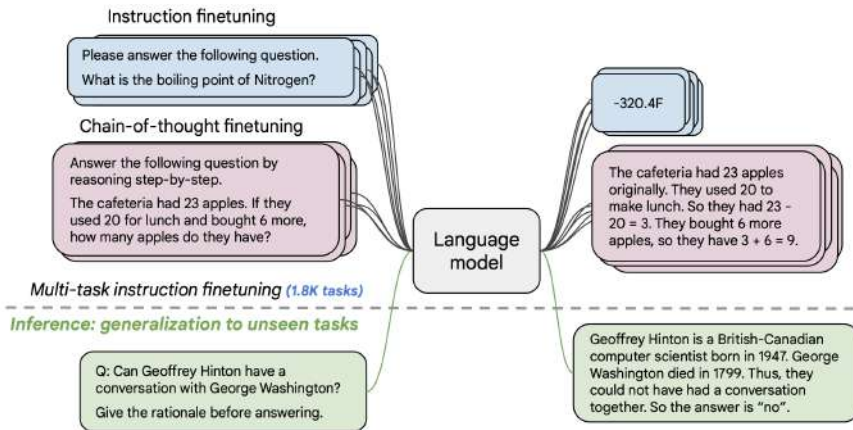 Instruction finetuning
Please answer the following question.
What is the boiling point of Nitrogen?
-320.4F
Chain-of-thought finetuning
Answer the following question by
reasoning step-by-step.
The cafeteria had 23 apples. If they
used 20 for lunch and bought 6 more,
how many apples do they have?
Language
model
The cafeteria had 23 apples
originally. They used 20 to
make lunch. So they had 23 -
20 = 3. They bought 6 more
apples, so they have 3 + 6 = 9.
Multi-task instruction finetuning (1.8K tasks)
Inference: generalization to unseen tasks
Q: Can Geoffrey Hinton have a
conversation with George Washington?
Give the rationale before answering.
Geoffrey Hinton is a British-Canadian
computer scientist born in 1947. George
Washington died in 1799. Thus, they
could not have had a conversation
together. So the answer is “no”.